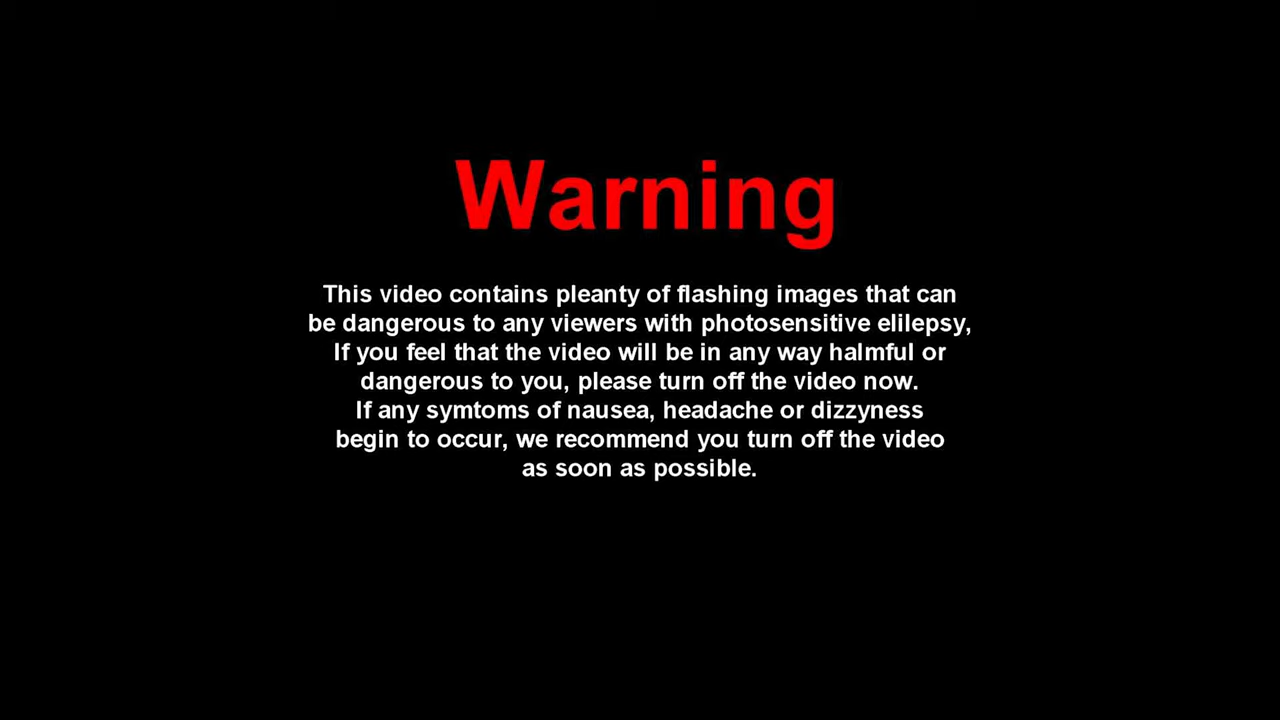 Warning
This video contains pleanty of flashing images that can
be dangerous to any viewers with photosensitive elilepsy,
If you feel that the video will be in any way halmful or
dangerous to you, please turn off the video now.
If any symtoms of nausea, headache or dizzyness
begin to occur, we recommend you turn off the video
as soon as possible.